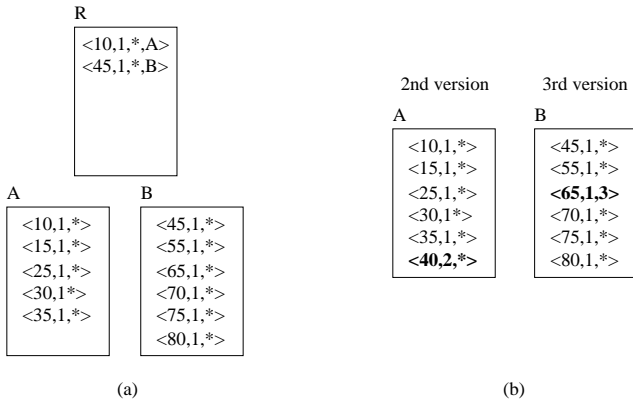 R
<10,1,*,A>
<45,1,*,B>
A
<10,1,*>
<15,1,*>
<25,1,*>
<30,1*>
<35,1,*>
B
<45,1,*>
<55,1,*>
<65,1,*>
<70,1,*>
<75,1,*>
<80,1,*>
(a)
2nd version
A
<10,1,*>
<15,1,*>
<25,1,*>
<30,1*>
<35,1,*>
<40,2,*>
3rd version
B
<45,1,*>
<55,1,*>
<65,1,3>
<70,1,*>
<75,1,*>
<80,1,*>
(b)